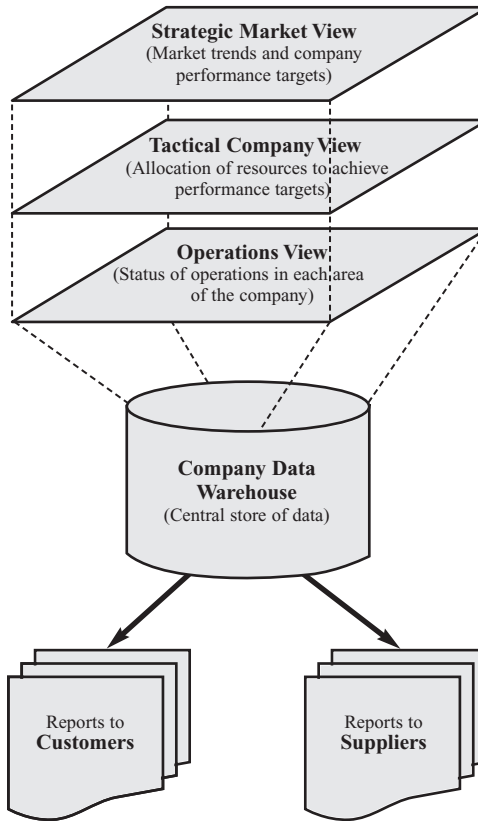 Strategic Market View
(Market trends and company
performance targets)
Tactical Company View
(Allocation of resources to achieve
performance targets)
Operations View
(Status of operations in each area
of the company)
Company Data
Warehouse
(Central store of data)
Reports to
Customers
Reports to
Suppliers